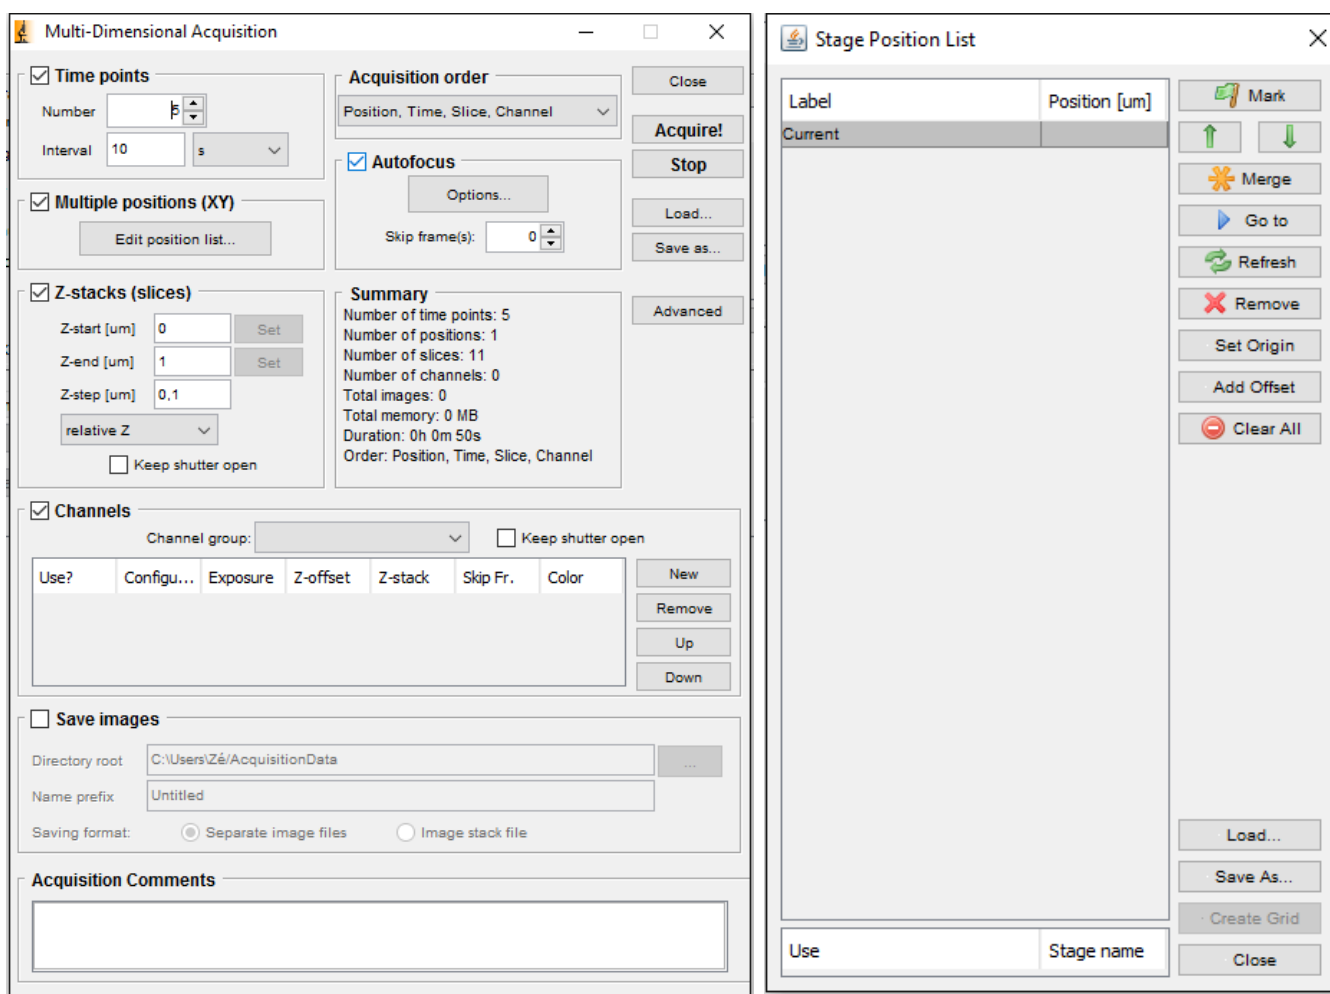 Multi-Dimensional Acquisition
Time points
Number 5
Interval 10 s
Multiple positions (XY)
Edit position list...
Z-stacks (slices)
Z-start [um] 0 Set
Z-end [um] 1 Set
Z-step [um] 0,1
relative Z
Keep shutter open
Acquisition order
Position, Time, Slice, Channel
Autofocus
Options...
Skip frame(s): 0
Summary
Number of time points: 5
Number of positions: 1
Number of slices: 11
Number of channels: 0
Total images: 0
Total memory: 0 MB
Duration: 0h 0m 50s
Order: Position, Time, Slice, Channel
Close
Acquire!
Stop
Load...
Save as...
Advanced
Channels
Channel group: Keep shutter open
Use? Configu... Exposure Z-offset Z-stack Skip Fr. Color
New
Remove
Up
Down
Save images
Directory root C:\Users\Zé/AcquisitionData ...
Name prefix Untitled
Saving format: Separate image files Image stack file
Acquisition Comments
Stage Position List
Label Position [um]
Current
Mark
Merge
Go to
Refresh
Remove
Set Origin
Add Offset
Clear All
Load...
Save As...
Create Grid
Close
Use Stage name